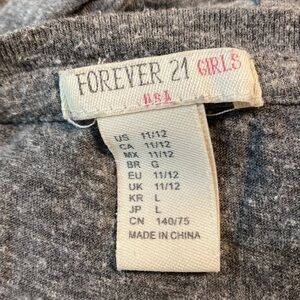 FOREVER 21 GIRLS
USA
US 11/12
CA 11/12
MX 11/12
BR G
EU 11/12
UK 11/12
KR L
JP L
CN 140/75
MADE IN CHINA